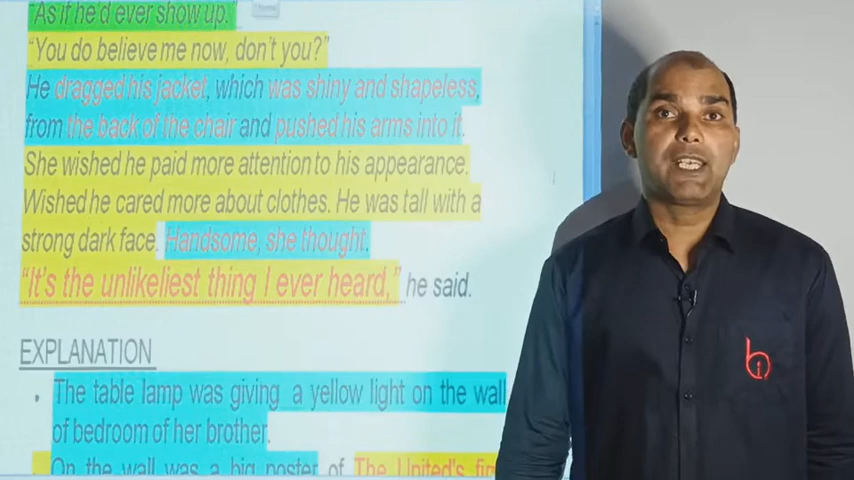 "As if he'd ever show up."
"You do believe me now, don't you?"
He dragged his jacket, which was shiny and shapeless,
from the back of the chair and pushed his arms into it.
She wished he paid more attention to his appearance.
Wished he cared more about clothes. He was tall with a
strong dark face. Handsome, she thought.
"It's the unlikeliest thing I ever heard," he said.
EXPLANATION
• The table lamp was giving a yellow light on the wall
of bedroom of her brother.
On the wall was a big poster of The United's